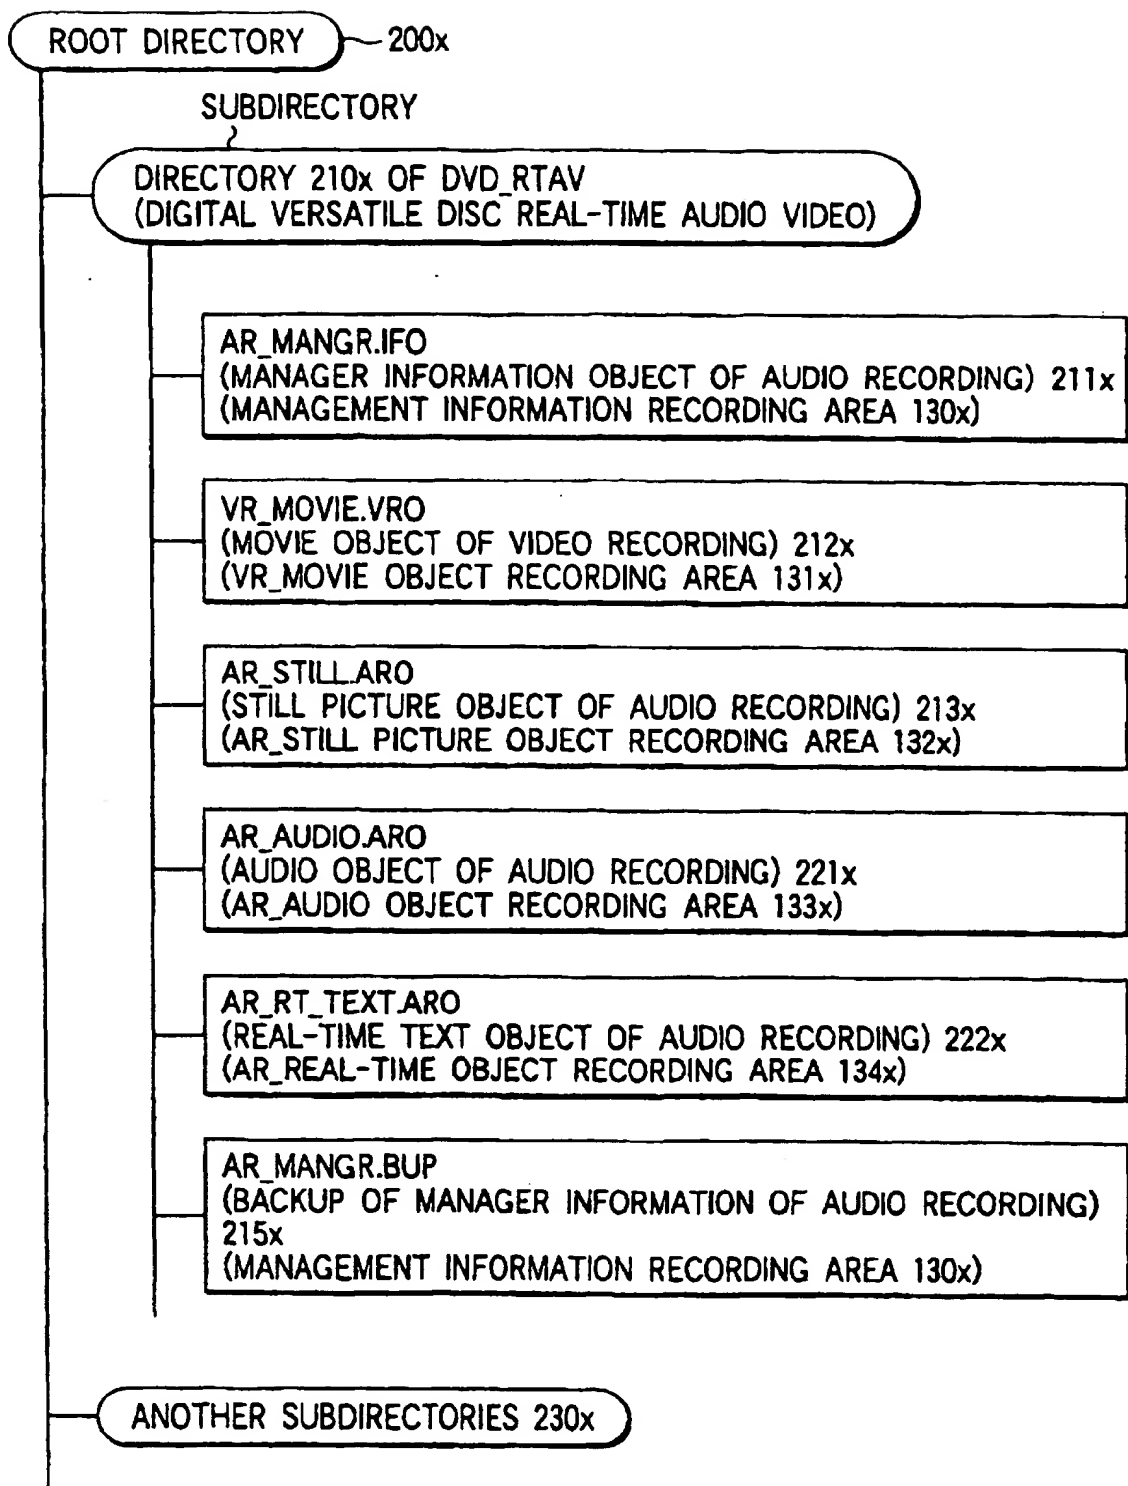 ROOT DIRECTORY 200x
SUBDIRECTORY
DIRECTORY 210x OF DVD_RTAV
(DIGITAL VERSATILE DISC REAL-TIME AUDIO VIDEO)
AR_MANGR.IFO
(MANAGER INFORMATION OBJECT OF AUDIO RECORDING) 211x
(MANAGEMENT INFORMATION RECORDING AREA 130x)
VR_MOVIE.VRO
(MOVIE OBJECT OF VIDEO RECORDING) 212x
(VR_MOVIE OBJECT RECORDING AREA 131x)
AR_STILL.ARO
(STILL PICTURE OBJECT OF AUDIO RECORDING) 213x
(AR_STILL PICTURE OBJECT RECORDING AREA 132x)
AR_AUDIO.ARO
(AUDIO OBJECT OF AUDIO RECORDING) 221x
(AR_AUDIO OBJECT RECORDING AREA 133x)
AR_RT_TEXT.ARO
(REAL-TIME TEXT OBJECT OF AUDIO RECORDING) 222x
(AR_REAL-TIME OBJECT RECORDING AREA 134x)
AR_MANGR.BUP
(BACKUP OF MANAGER INFORMATION OF AUDIO RECORDING)
215x
(MANAGEMENT INFORMATION RECORDING AREA 130x)
ANOTHER SUBDIRECTORIES 230x